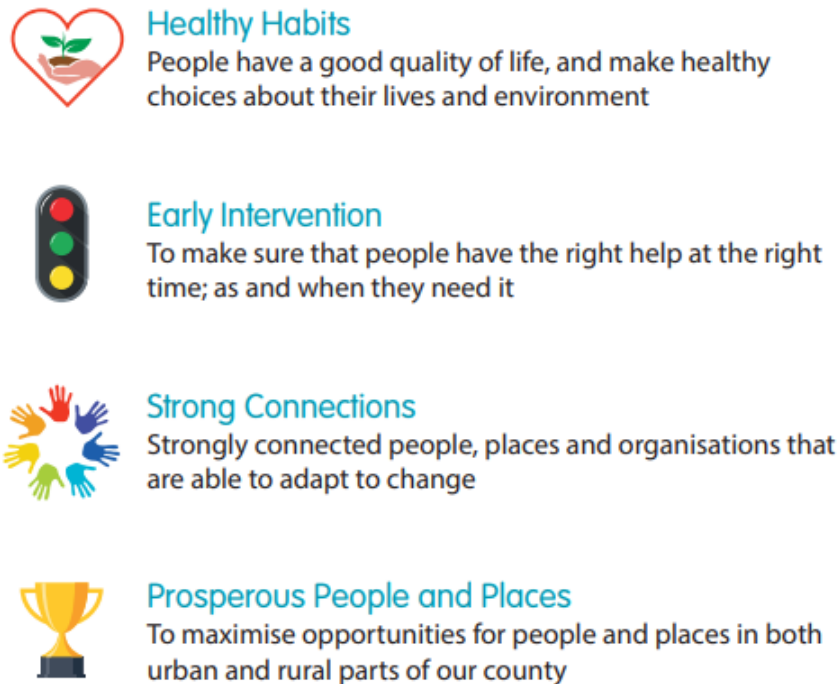 Healthy Habits
People have a good quality of life, and make healthy
choices about their lives and environment
Early Intervention
To make sure that people have the right help at the right
time; as and when they need it
Strong Connections
Strongly connected people, places and organisations that
are able to adapt to change
Prosperous People and Places
To maximise opportunities for people and places in both
urban and rural parts of our county